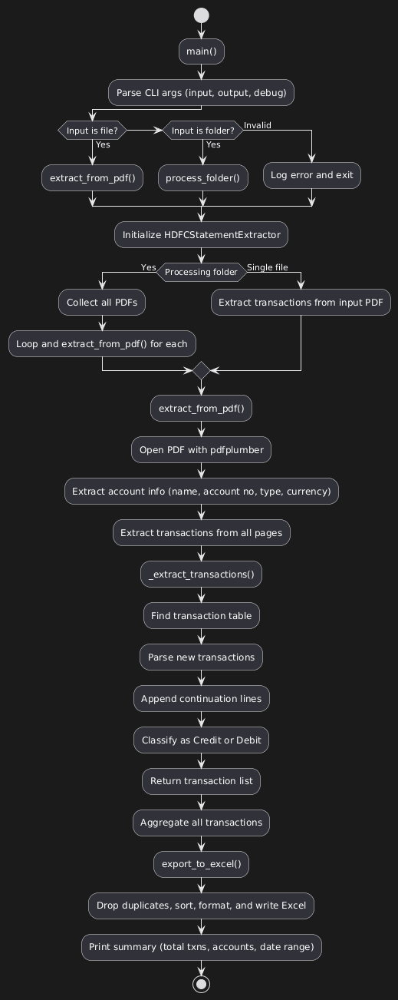 main()
Parse CLI args (input, output, debug)
Input is file?
Input is folder?
Invalid
Yes
Yes
extract_from_pdf()
process_folder()
Log error and exit
Initialize HDFCStatementExtractor
Yes
Processing folder
Single file
Collect all PDFs
Extract transactions from input PDF
Loop and extract_from_pdf() for each
extract_from_pdf()
Open PDF with pdfplumber
Extract account info (name, account no, type, currency)
Extract transactions from all pages
_extract_transactions()
Find transaction table
Parse new transactions
Append continuation lines
Classify as Credit or Debit
Return transaction list
Aggregate all transactions
export_to_excel()
Drop duplicates, sort, format, and write Excel
Print summary (total txns, accounts, date range)